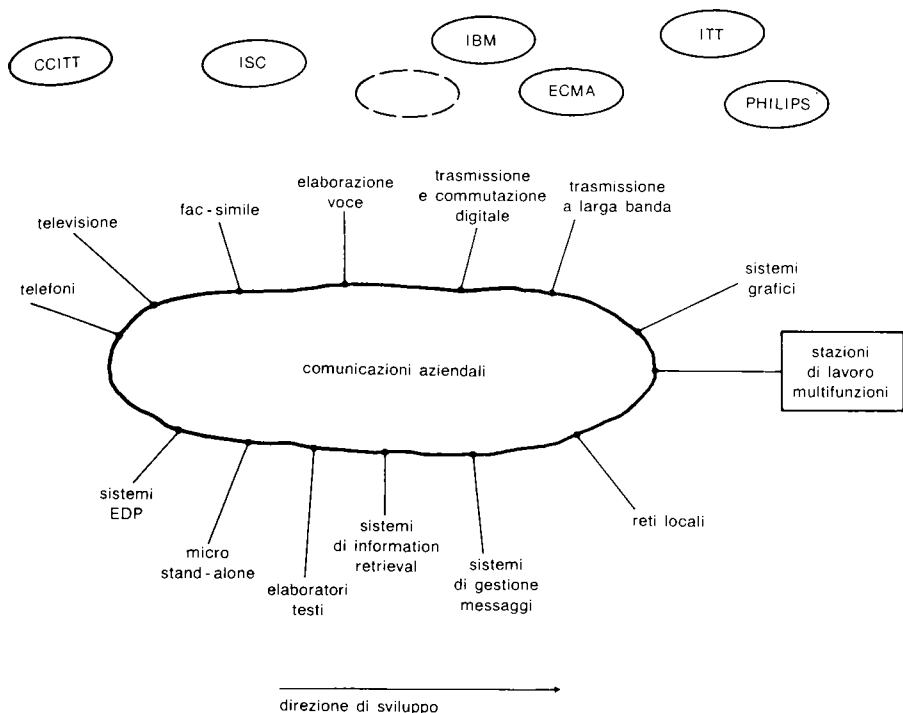 IBM
ITT
CCITT
ISC
ECMA
PHILIPS
elaborazione
voce
trasmissione
e commutazione
digitale
trasmissione
a larga banda
fac-simile
televisione
telefoni
sistemi
grafici
comunicazioni aziendali
stazioni
di lavoro
multifunzioni
sistemi
EDP
micro
stand-alone
elaboratori
testi
sistemi
di information
retrieval
sistemi
di gestione
messaggi
reti locali
direzione di sviluppo